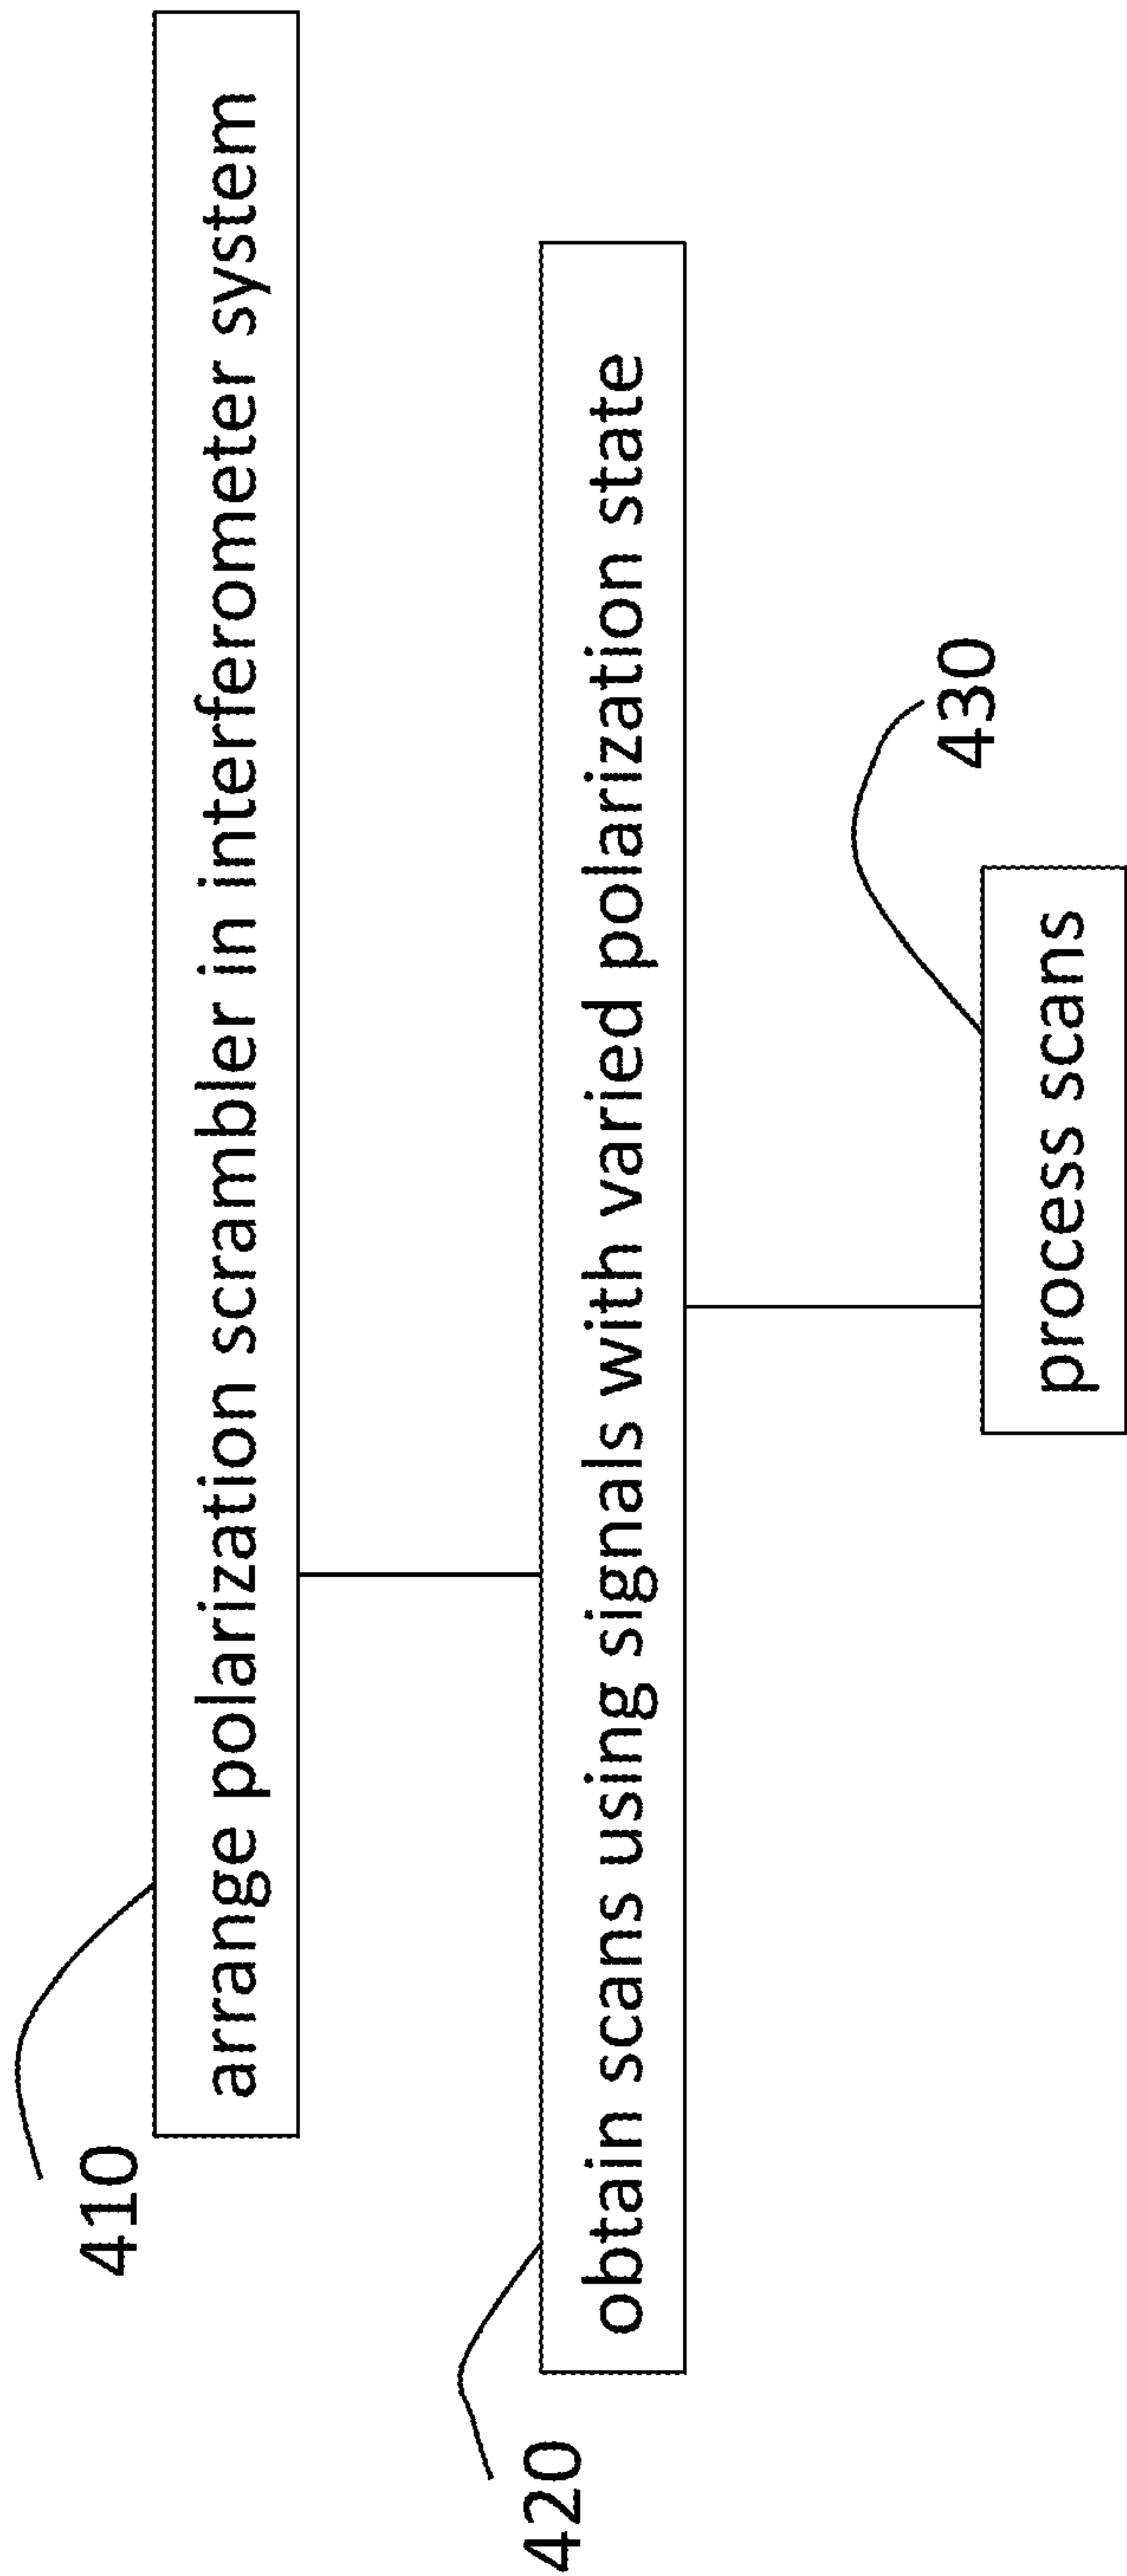 410
arrange polarization scrambler in interferometer system
420
obtain scans using signals with varied polarization state
430
process scans